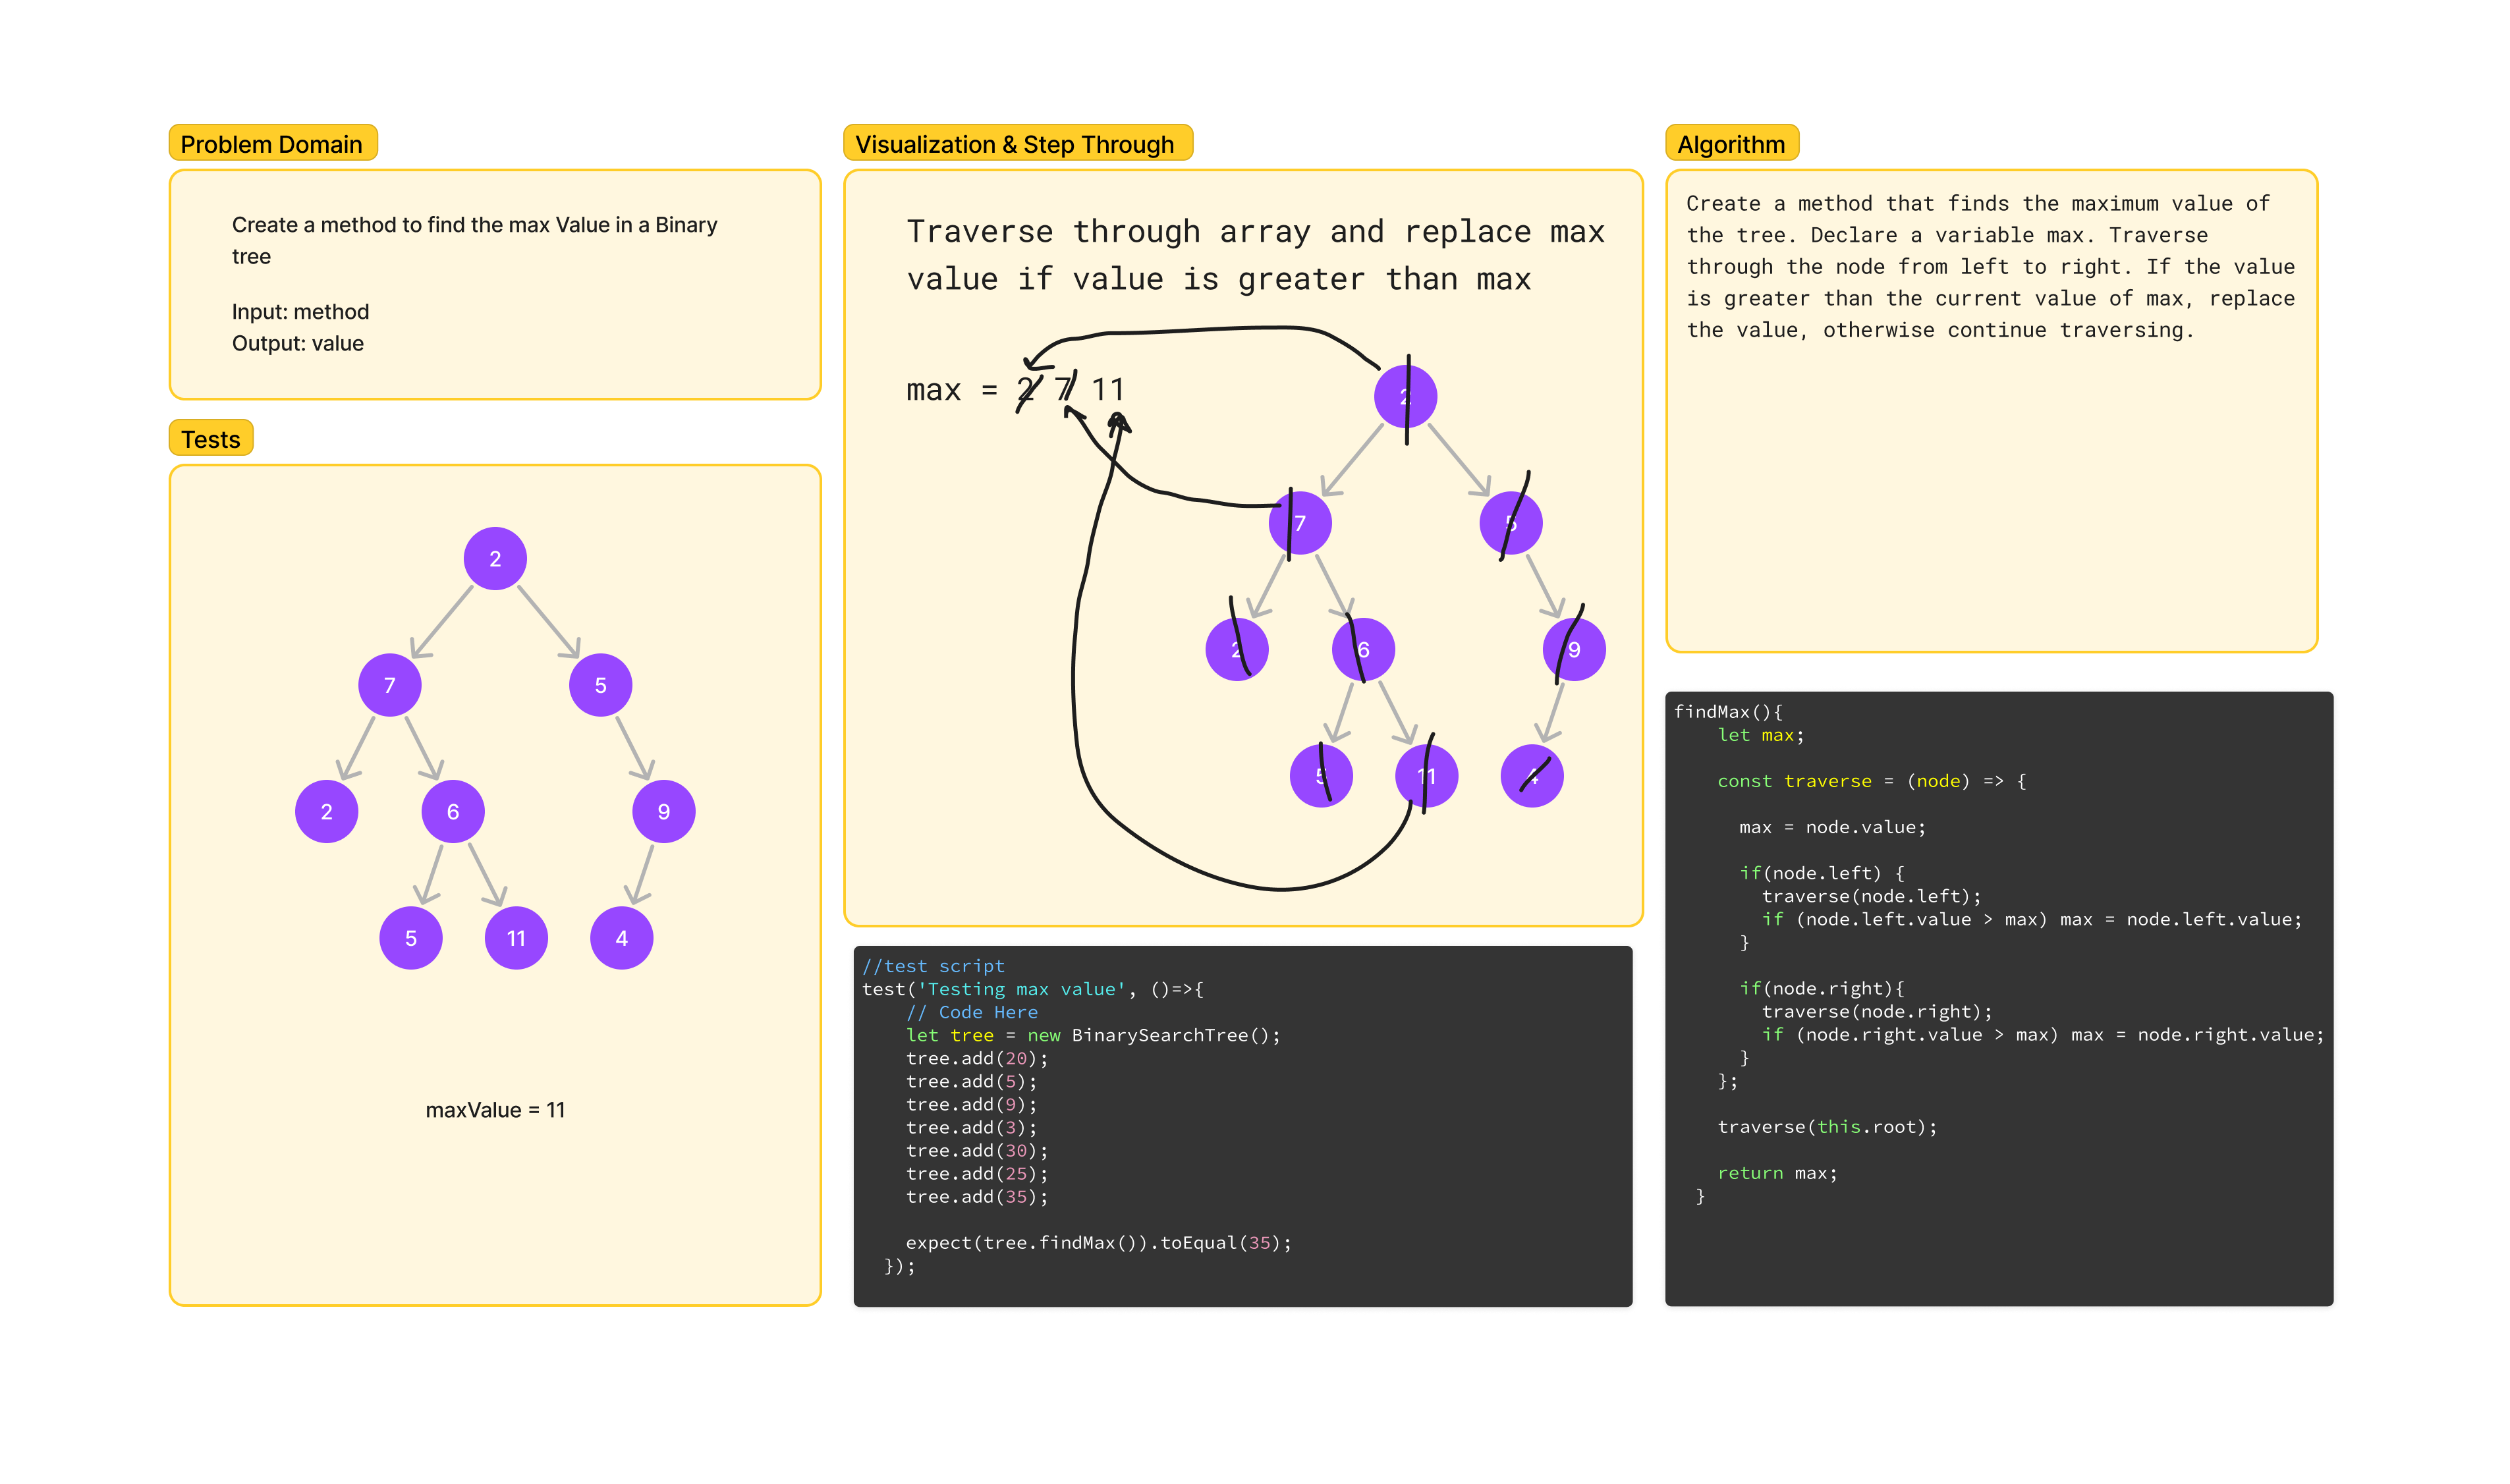 Problem Domain
Create a method to find the max Value in a Binary
tree
Input: method
Output: value
Tests
2
7
5
2
6
9
5
11
4
maxValue = 11
Visualization & Step Through
Traverse through array and replace max
value if value is greater than max
max = 2 7 11
2
7
5
2
6
9
5
11
4
//test script
test('Testing max value', ()=>{
    // Code Here
    let tree = new BinarySearchTree();
    tree.add(20);
    tree.add(5);
    tree.add(9);
    tree.add(3);
    tree.add(30);
    tree.add(25);
    tree.add(35);
    expect(tree.findMax()).toEqual(35);
  });
Algorithm
Create a method that finds the maximum value of
the tree. Declare a variable max. Traverse
through the node from left to right. If the value
is greater than the current value of max, replace
the value, otherwise continue traversing.
findMax(){
    let max;
    const traverse = (node) => {
      max = node.value;
      if(node.left) {
        traverse(node.left);
        if (node.left.value > max) max = node.left.value;
      }
      if(node.right){
        traverse(node.right);
        if (node.right.value > max) max = node.right.value;
      }
    };
    traverse(this.root);
    return max;
  }